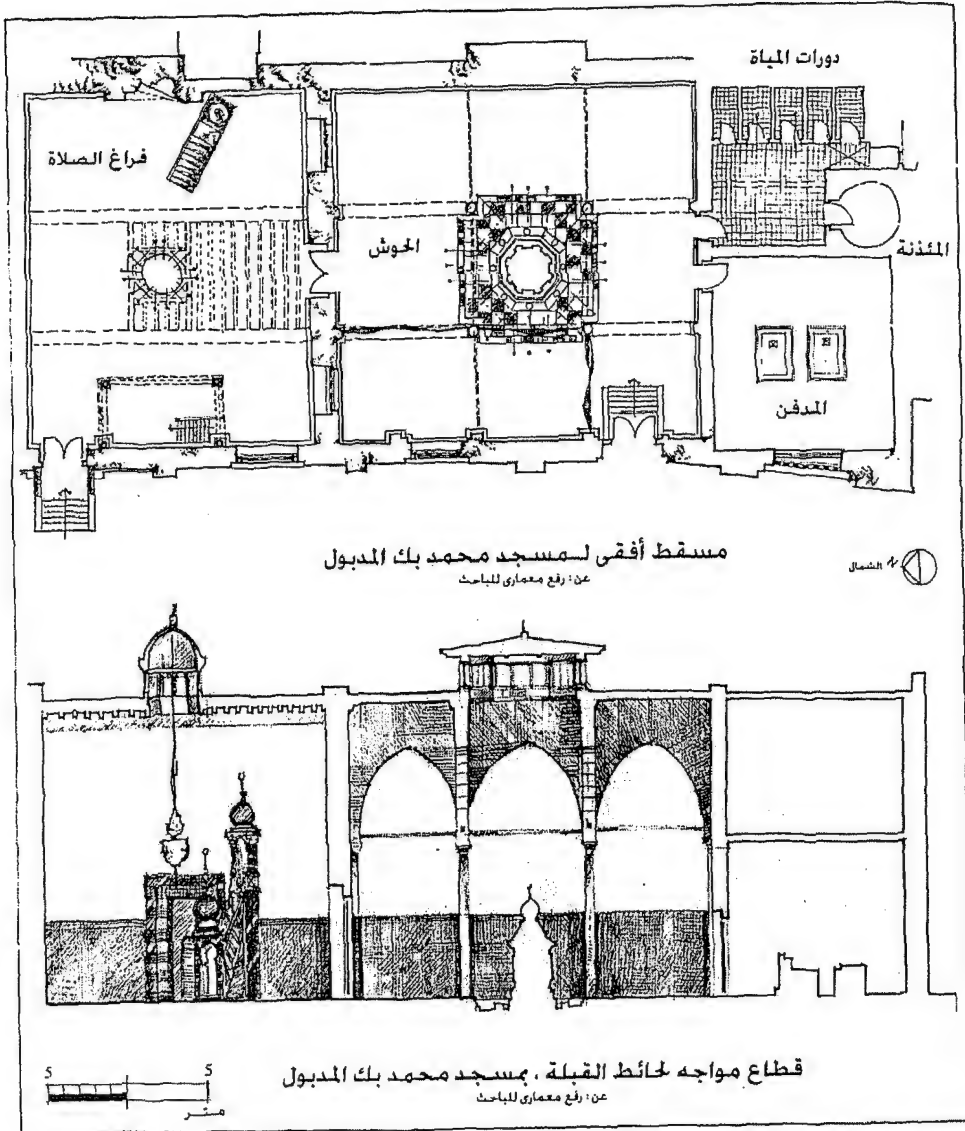 دورات المياة
فراغ الصلاة
الحوش
المئذنة
المدفن
مسقط أفقى لـمسجد محمد بك المدبول
عن: رفع معمارى للباحث
الشمال
قطاع مواجه لحائط القبلة ، بمسجد محمد بك المدبول
عن: رفع معمارى للباحث
5 5
متر